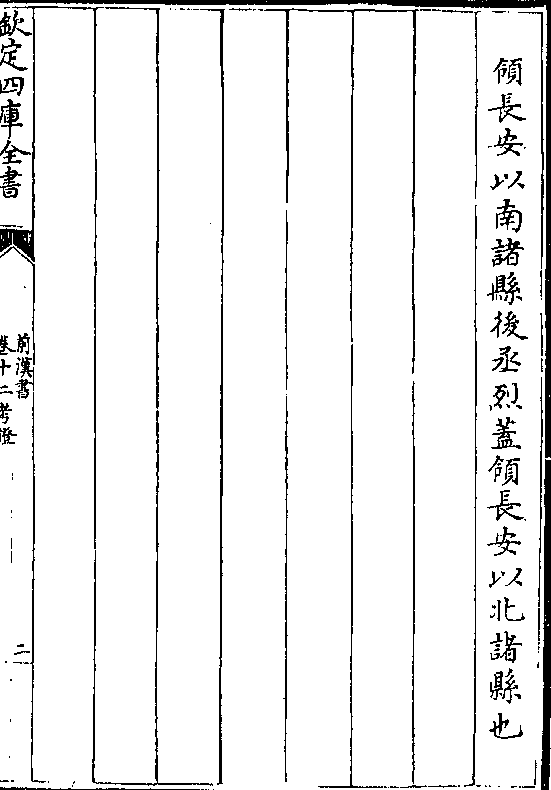 領長安以南諸縣後丞烈蓋領長安以北諸縣也
欽定四庫全書
前漢書
卷十二考證
二